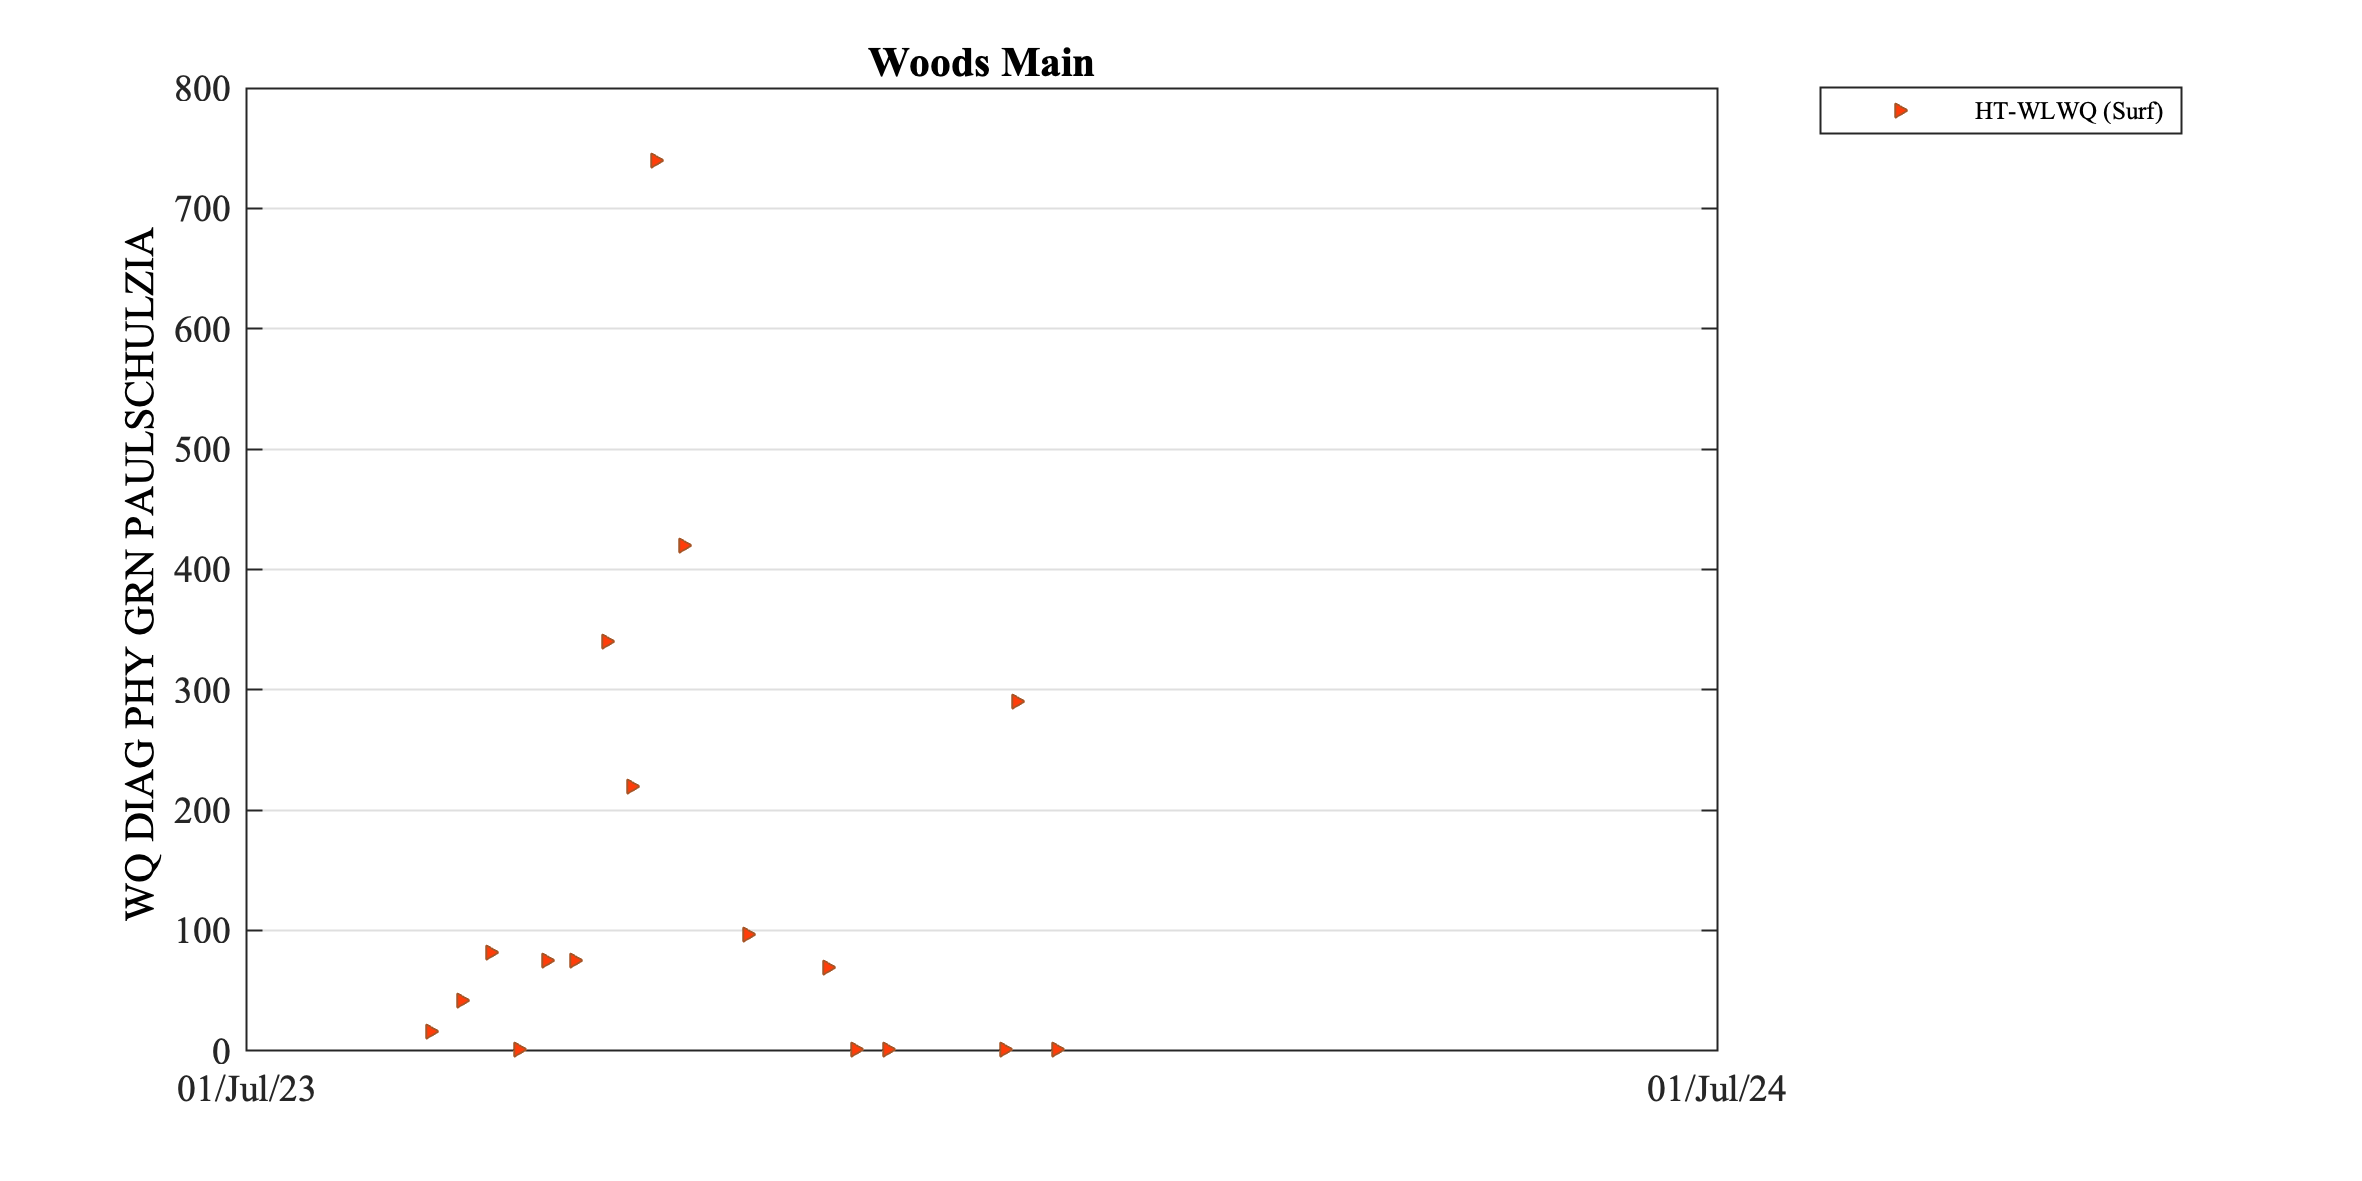 Woods Main
HT-WLWQ (Surf)
WQ DIAG PHY GRN PAULSCHULZIA
800
700
600
500
400
300
200
100
0
01/Jul/23
01/Jul/24